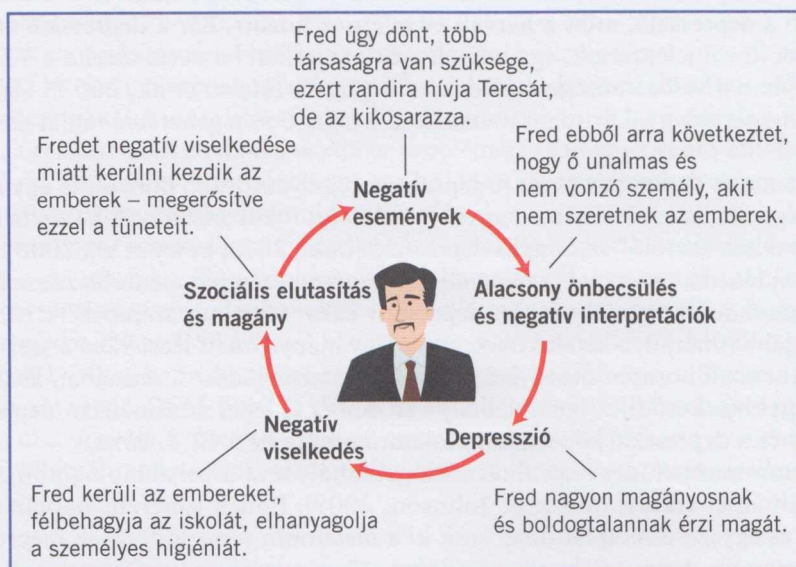 Fred úgy dönt, több
társaságra van szüksége,
ezért randira hívja Teresát,
de az kikosarazza.
Fred ebből arra következtet,
hogy ő unalmas és
nem vonzó személy, akit
nem szeretnek az emberek.
Fredet negatív viselkedése
miatt kerülni kezdik az
emberek – megerősítve
ezzel a tüneteit.
Negatív
események
Alacsony önbecsülés
és negatív interpretációk
Depresszió
Negatív
viselkedés
Szociális elutasítás
és magány
Fred nagyon magányosnak
és boldogtalannak érzi magát.
Fred kerüli az embereket,
félbehagyja az iskolát, elhanyagolja
a személyes higiéniát.